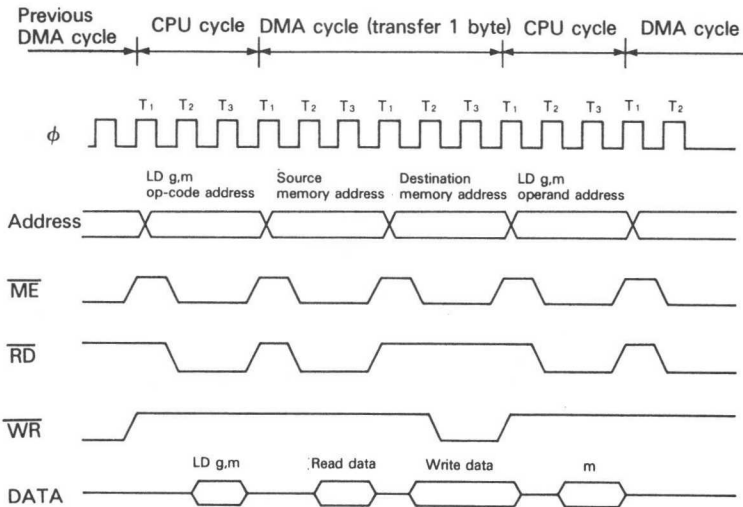 Previous
DMA cycle
CPU cycle
DMA cycle (transfer 1 byte)
CPU cycle
DMA cycle
T1 T2 T3 T1 T2 T3 T1 T2 T3 T1 T2 T3 T1 T2
ϕ
LD g,m
op-code address
Source
memory address
Destination
memory address
LD g,m
operand address
Address
ME
RD
WR
LD g,m
Read data
Write data
m
DATA